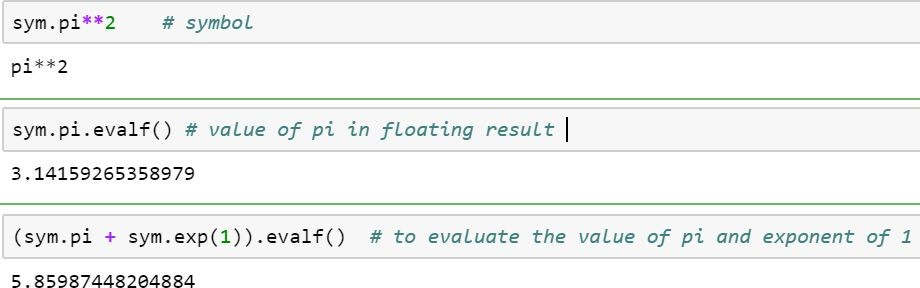 sym.pi**2    # symbol
pi**2
sym.pi.evalf() # value of pi in floating result
3.14159265358979
(sym.pi + sym.exp(1)).evalf()  # to evaluate the value of pi and exponent of 1
5.85987448204884